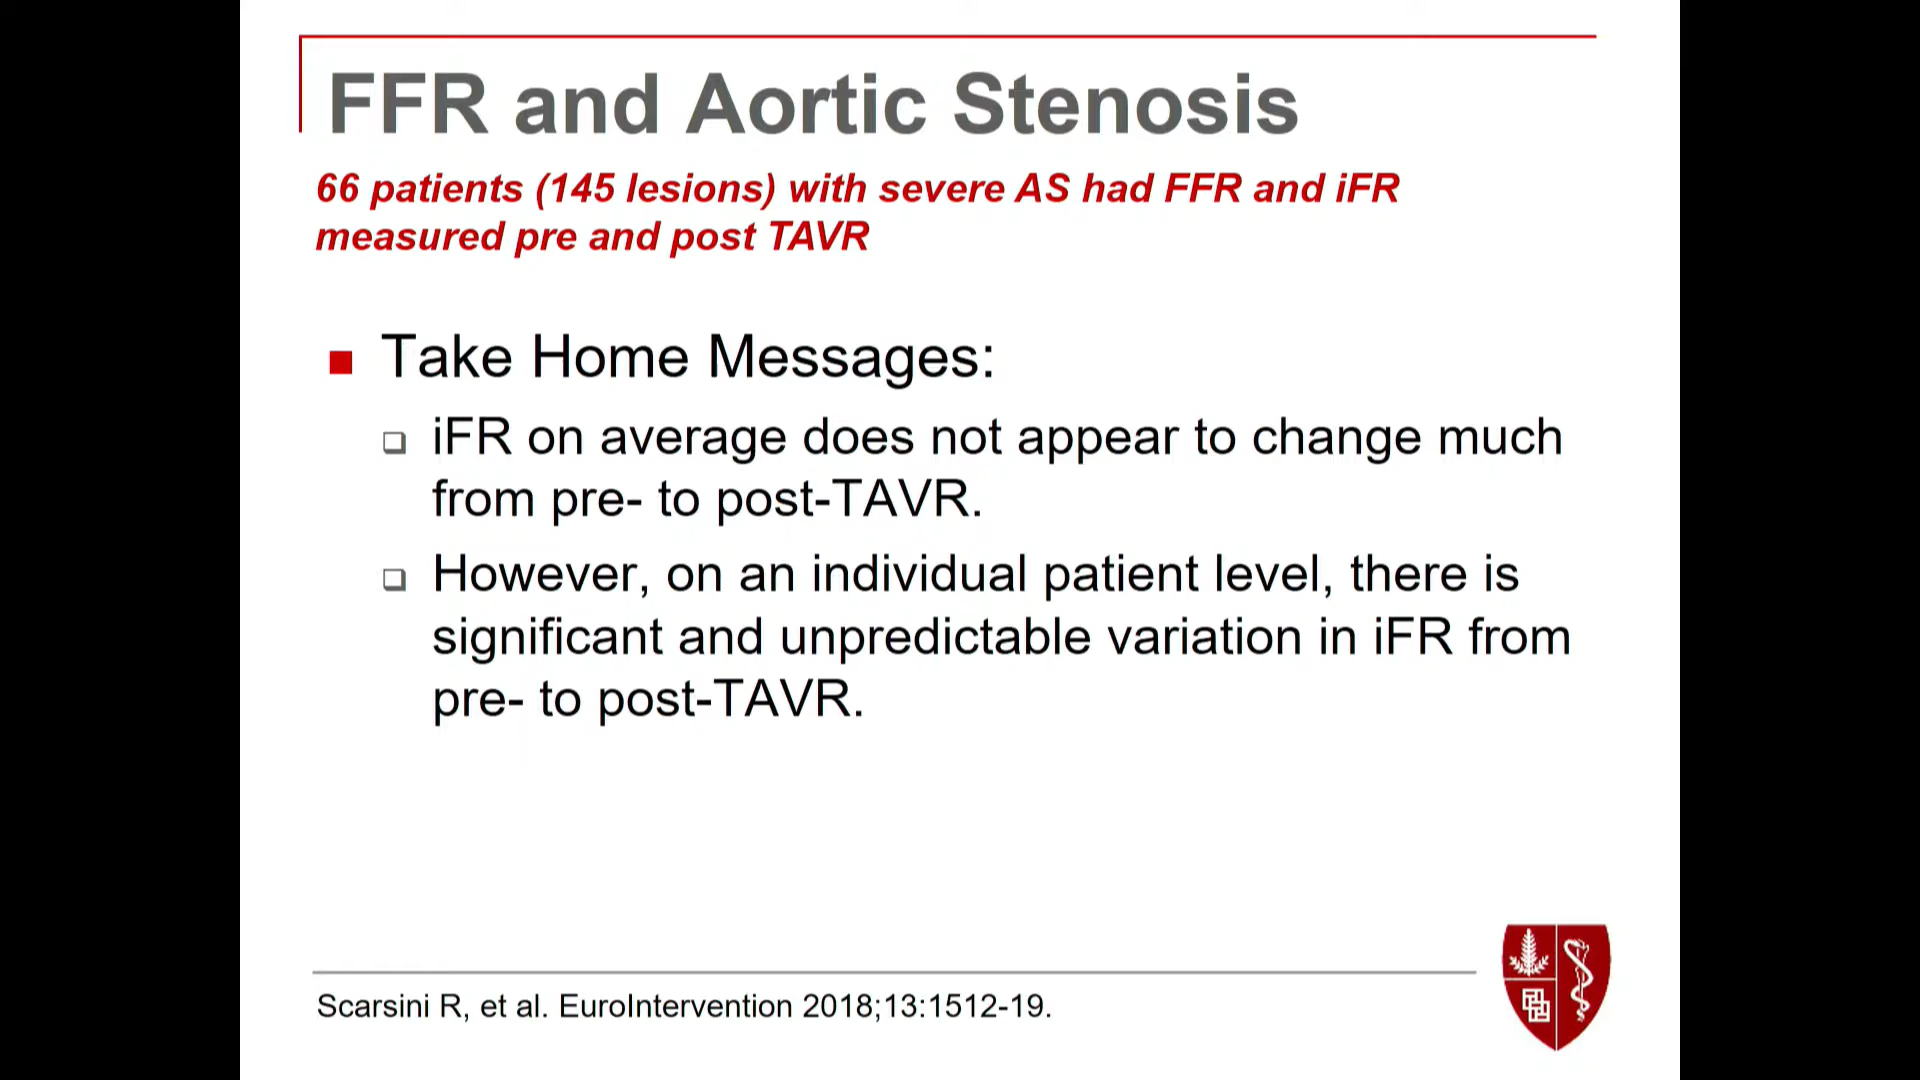 FFR and Aortic Stenosis
66 patients (145 lesions) with severe AS had FFR and iFR
measured pre and post TAVR
Take Home Messages:
iFR on average does not appear to change much
from pre- to post-TAVR.
However, on an individual patient level, there is
significant and unpredictable variation in iFR from
pre- to post-TAVR.
Scarsini R, et al. EuroIntervention 2018;13:1512-19.